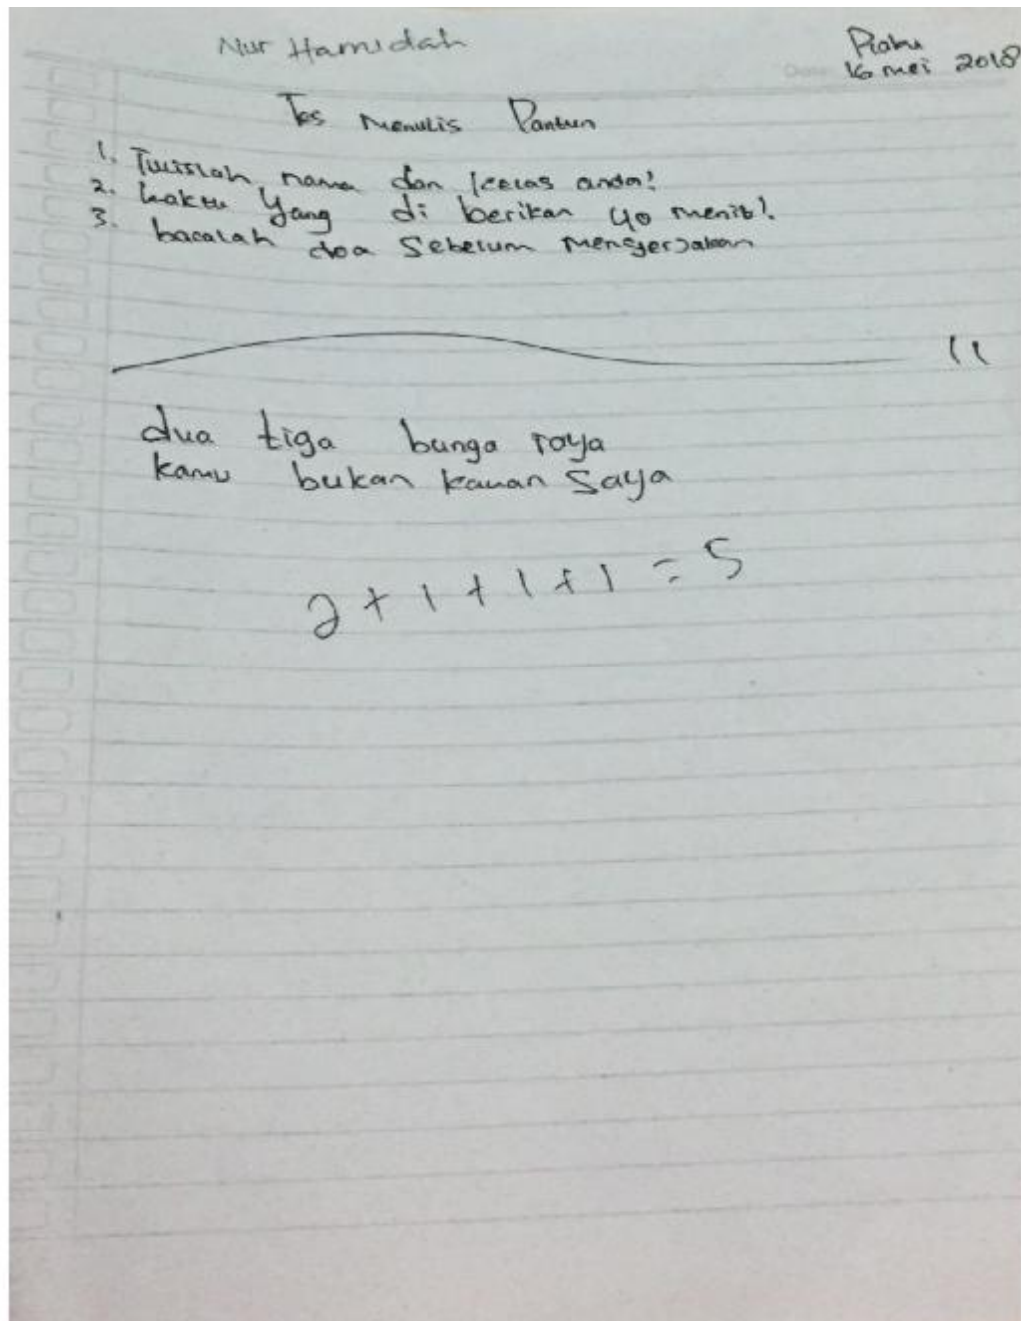 Nur Hamidah
Rabu
16 mei 2018
Tes Menulis Pantun
1. Tulislah nama dan kelas anda!
2. waktu yang di berikan 40 menit!
3. bacalah doa Sebelum mengerjakan
dua tiga bunga raya
kamu bukan kawan Saya
2 + 1 + 1 + 1 = 5